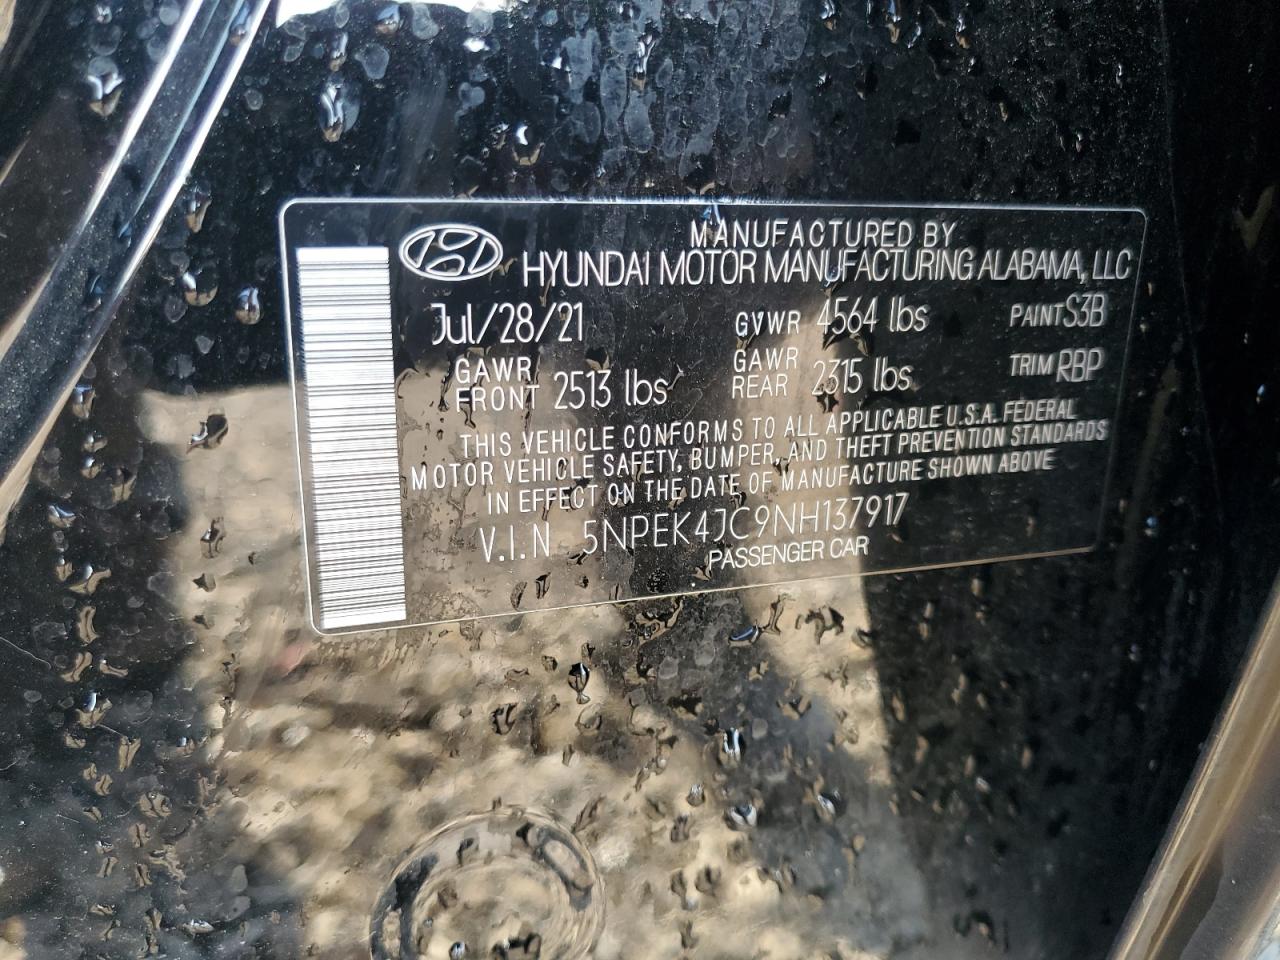 MANUFACTURED BY
HYUNDAI MOTOR MANUFACTURING ALABAMA, LLC
Jul/28/21 GVWR 4564 lbs PAINT S3B
GAWR FRONT 2513 lbs GAWR REAR 2315 lbs TRIM RBP
THIS VEHICLE CONFORMS TO ALL APPLICABLE U.S.A. FEDERAL
MOTOR VEHICLE SAFETY, BUMPER, AND THEFT PREVENTION STANDARDS
IN EFFECT ON THE DATE OF MANUFACTURE SHOWN ABOVE
V.I.N 5NPEK4JC9NH137917
PASSENGER CAR